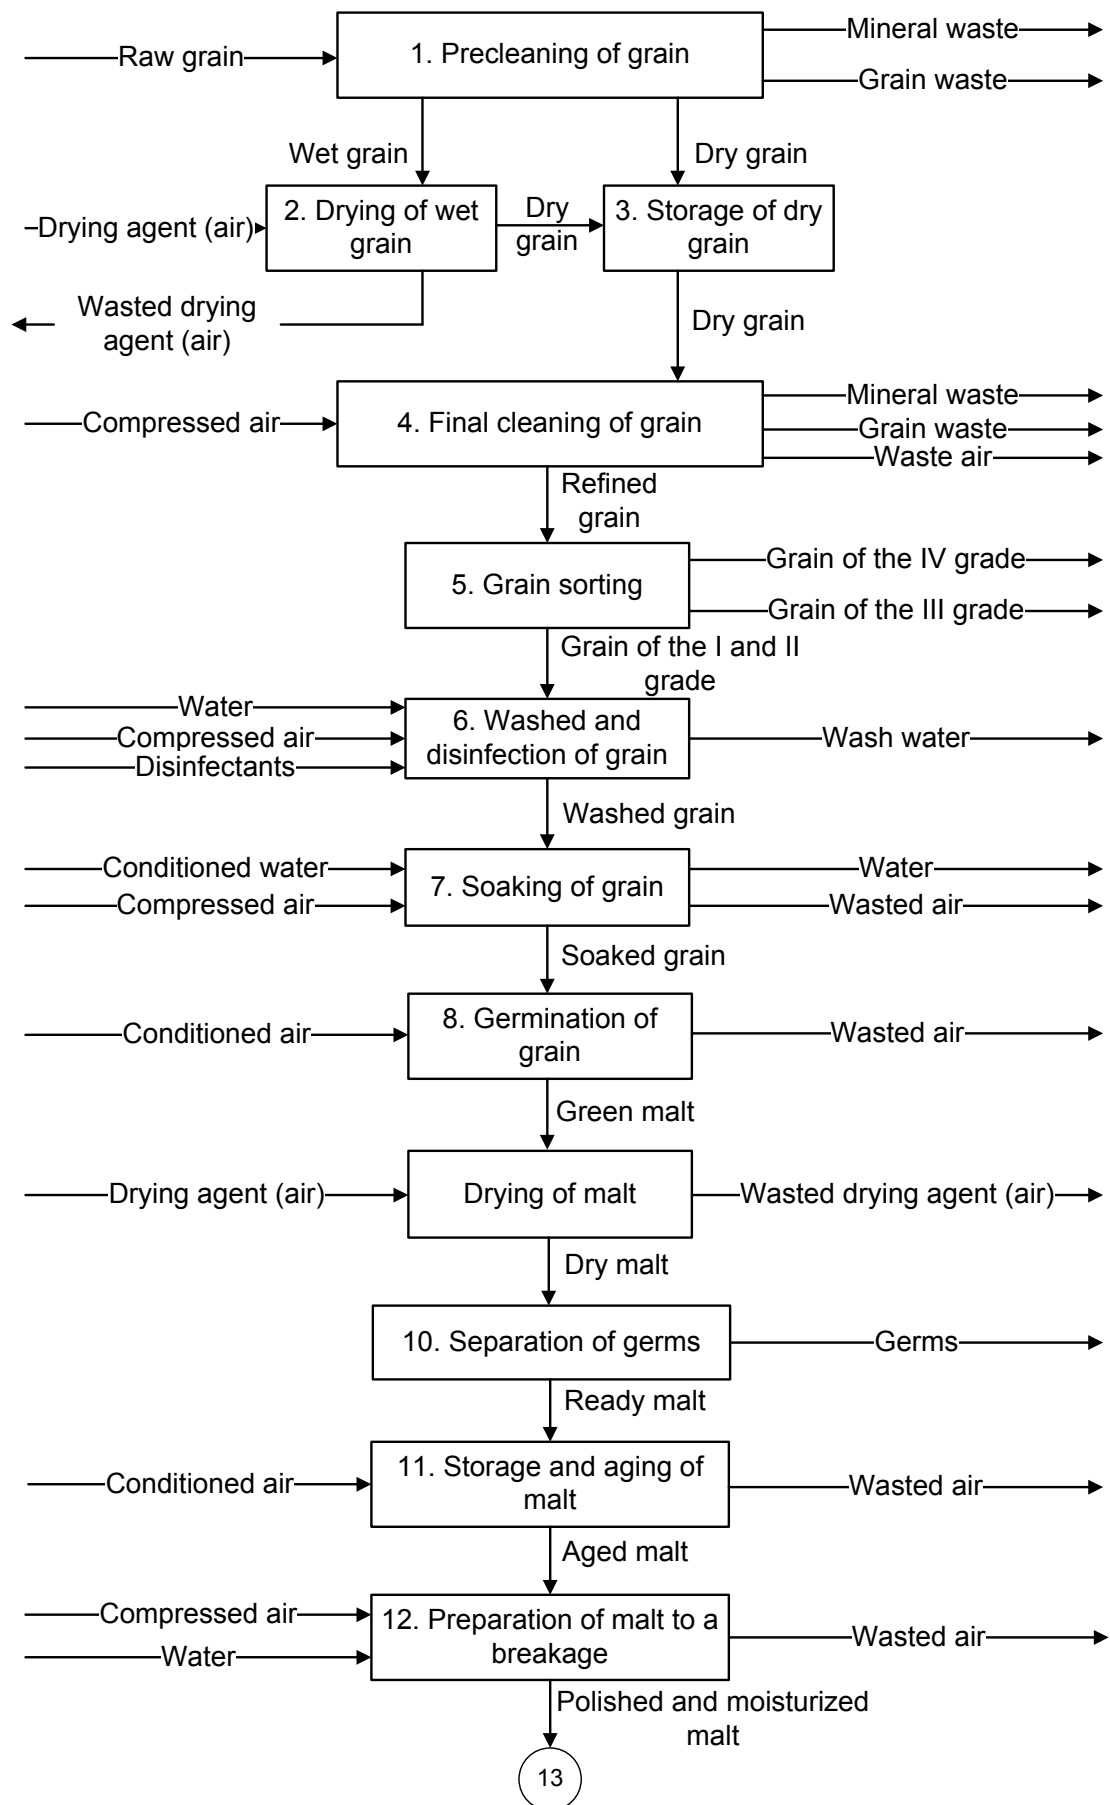 Raw grain
1. Precleaning of grain
Mineral waste
Grain waste
Wet grain
Dry grain
Drying agent (air)
2. Drying of wet
grain
Dry
grain
3. Storage of dry
grain
Wasted drying
agent (air)
Dry grain
Compressed air
4. Final cleaning of grain
Mineral waste
Grain waste
Waste air
Refined
grain
5. Grain sorting
Grain of the IV grade
Grain of the III grade
Grain of the I and II
grade
Water
Compressed air
Disinfectants
6. Washed and
disinfection of grain
Wash water
Washed grain
Conditioned water
Compressed air
7. Soaking of grain
Water
Wasted air
Soaked grain
Conditioned air
8. Germination of
grain
Wasted air
Green malt
Drying agent (air)
Drying of malt
Wasted drying agent (air)
Dry malt
10. Separation of germs
Germs
Ready malt
Conditioned air
11. Storage and aging of
malt
Wasted air
Aged malt
Compressed air
Water
12. Preparation of malt to a
breakage
Wasted air
Polished and moisturized
malt
13